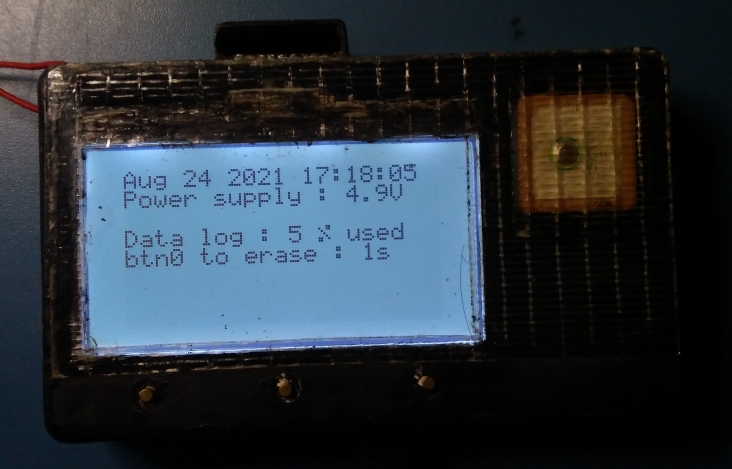 Aug 24 2021 17:18:05
Power supply : 4.9V
Data log : 5 % used
btn0 to erase : 1s